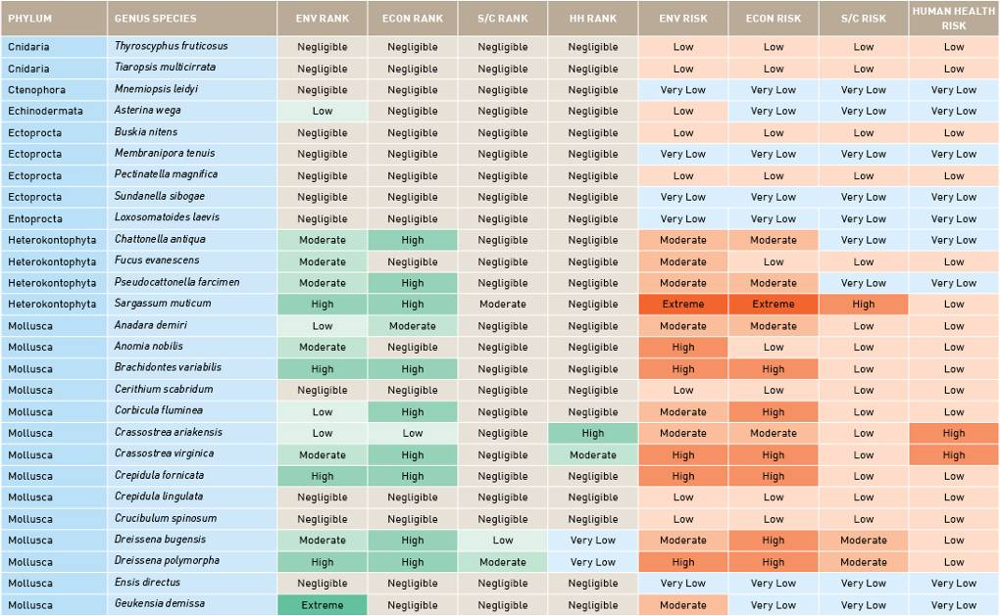 PHYLUM GENUS SPECIES ENV RANK ECON RANK S/C RANK HH RANK ENV RISK ECON RISK S/C RISK HUMAN HEALTH RISK
Cnidaria Thyroscyphus fruticosus Negligible Negligible Negligible Negligible Low Low Low Low
Cnidaria Tiaropsis multicirrata Negligible Negligible Negligible Negligible Low Low Low Low
Ctenophora Mnemiopsis leidyi Negligible Negligible Negligible Negligible Very Low Very Low Very Low Very Low
Echinodermata Asterina wega Low Negligible Negligible Negligible Low Very Low Very Low Very Low
Ectoprocta Buskia nitens Negligible Negligible Negligible Negligible Low Low Low Low
Ectoprocta Membranipora tenuis Negligible Negligible Negligible Negligible Very Low Very Low Very Low Very Low
Ectoprocta Pectinatella magnifica Negligible Negligible Negligible Negligible Low Low Low Low
Ectoprocta Sundanella sibogae Negligible Negligible Negligible Negligible Very Low Very Low Very Low Very Low
Entoprocta Loxosomatoides laevis Negligible Negligible Negligible Negligible Very Low Very Low Very Low Very Low
Heterokontophyta Chattonella antiqua Moderate High Negligible Negligible Moderate Moderate Very Low Very Low
Heterokontophyta Fucus evanescens Moderate Negligible Negligible Negligible Moderate Low Low Low
Heterokontophyta Pseudocattonella farcimen Moderate High Negligible Negligible Moderate Moderate Very Low Very Low
Heterokontophyta Sargassum muticum High High Moderate Negligible Extreme Extreme High Low
Mollusca Anadara demiri Low Moderate Negligible Negligible Moderate Moderate Low Low
Mollusca Anomia nobilis Moderate Negligible Negligible Negligible High Low Low Low
Mollusca Brachidontes variabilis High High Negligible Negligible High High Low Low
Mollusca Cerithium scabridum Negligible Negligible Negligible Negligible Low Low Low Low
Mollusca Corbicula fluminea Low High Negligible Negligible Moderate High Low Low
Mollusca Crassostrea ariakensis Low Low Negligible High Moderate Moderate Low High
Mollusca Crassostrea virginica Moderate High Negligible Moderate High High Low High
Mollusca Crepidula fornicata High High Negligible Negligible High High Low Low
Mollusca Crepidula lingulata Negligible Negligible Negligible Negligible Low Low Low Low
Mollusca Crucibulum spinosum Negligible Negligible Negligible Negligible Low Low Low Low
Mollusca Dreissena bugensis Moderate High Low Very Low Moderate High Moderate Low
Mollusca Dreissena polymorpha High High Moderate Very Low High High Moderate Low
Mollusca Ensis directus Negligible Negligible Negligible Negligible Very Low Very Low Very Low Very Low
Mollusca Geukensia demissa Extreme Negligible Negligible Negligible Moderate Very Low Very Low Very Low